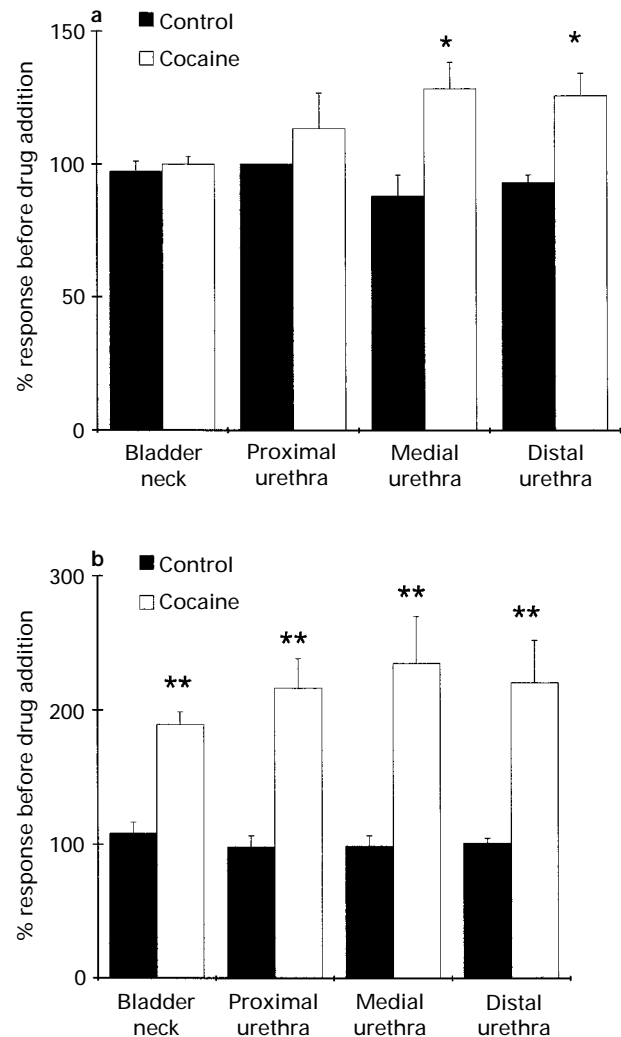 a
Control
Cocaine
150
100
50
0
% response before drug addition
*
*
Bladder neck
Proximal urethra
Medial urethra
Distal urethra
b
Control
Cocaine
300
200
100
0
% response before drug addition
**
**
**
**
Bladder neck
Proximal urethra
Medial urethra
Distal urethra